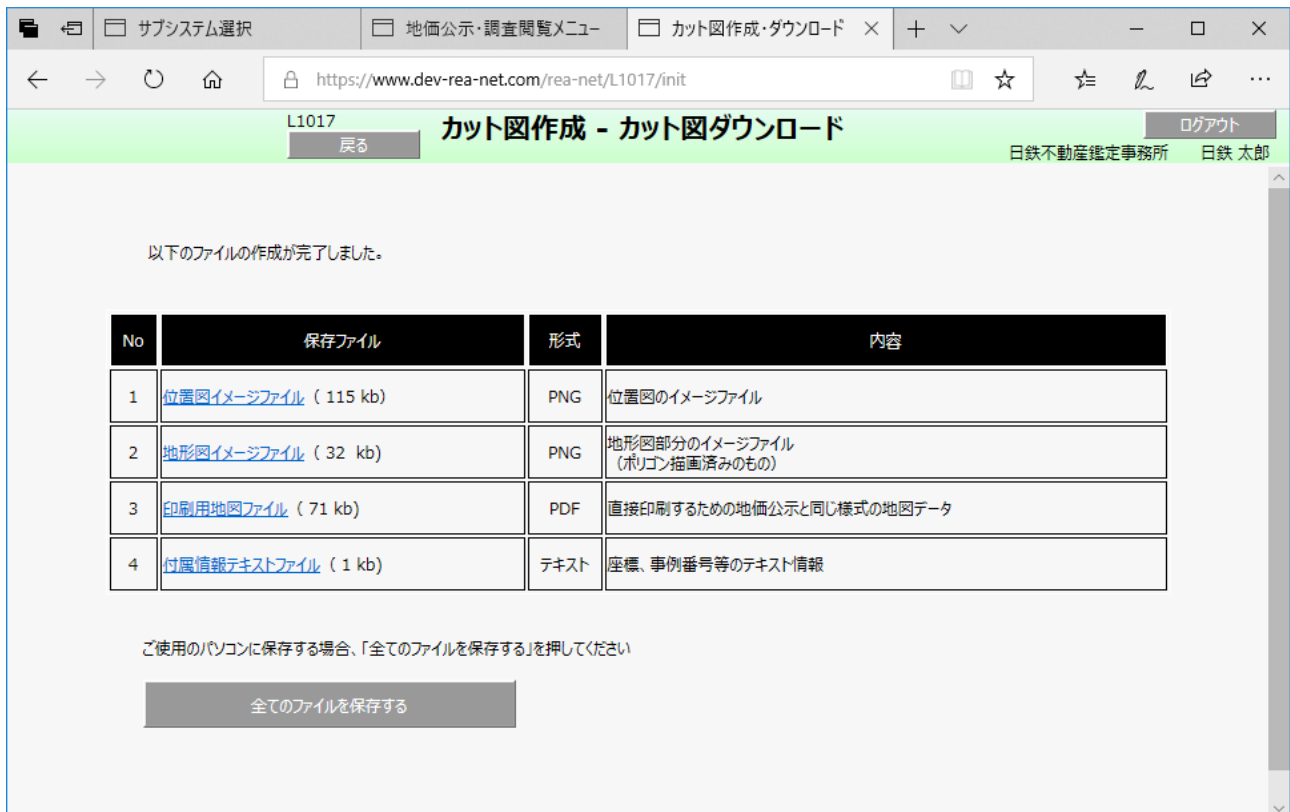 サブシステム選択
地価公示・調査閲覧メニュー
カット図作成・ダウンロード
https://www.dev-rea-net.com/rea-net/L1017/init
L1017
戻る
カット図作成 - カット図ダウンロード
ログアウト
日鉄不動産鑑定事務所 日鉄 太郎
以下のファイルの作成が完了しました。
No 保存ファイル 形式 内容
1 位置図イメージファイル ( 115 kb) PNG 位置図のイメージファイル
2 地形図イメージファイル ( 32 kb) PNG 地形図部分のイメージファイル
(ポリゴン描画済みのもの)
3 印刷用地図ファイル ( 71 kb) PDF 直接印刷するための地価公示と同じ様式の地図データ
4 付属情報テキストファイル ( 1 kb) テキスト 座標、事例番号等のテキスト情報
ご使用のパソコンに保存する場合、「全てのファイルを保存する」を押してください
全てのファイルを保存する